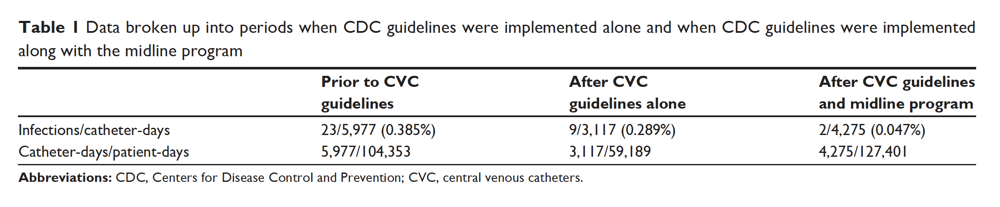 Table 1 Data broken up into periods when CDC guidelines were implemented alone and when CDC guidelines were implemented
along with the midline program
Prior to CVC guidelines After CVC guidelines alone After CVC guidelines and midline program
Infections/catheter-days 23/5,977 (0.385%) 9/3,117 (0.289%) 2/4,275 (0.047%)
Catheter-days/patient-days 5,977/104,353 3,117/59,189 4,275/127,401
Abbreviations: CDC, Centers for Disease Control and Prevention; CVC, central venous catheters.